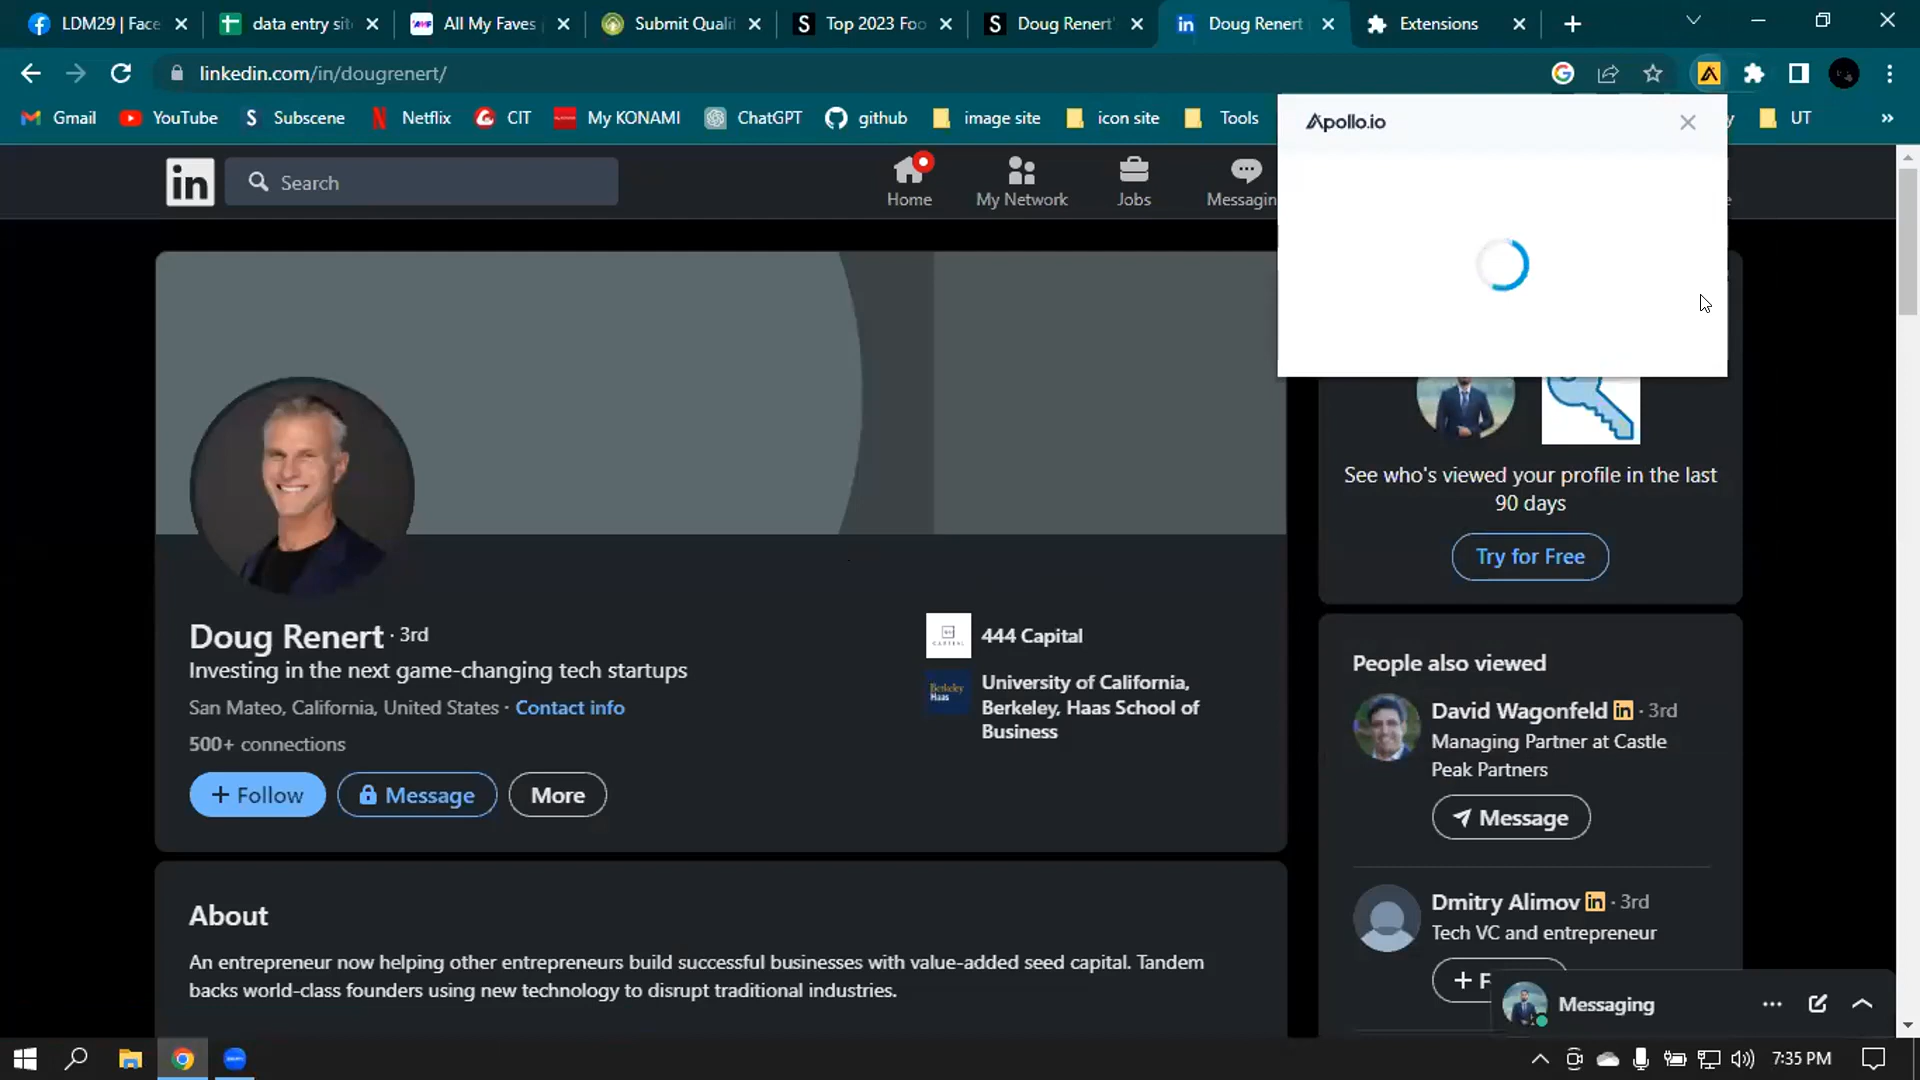 LDM29 | Face
data entry sit
All My Faves
Submit Quali
Top 2023 Foo
Doug Renert'
Doug Renert
Extensions
linkedin.com/in/dougrenert/
Gmail
YouTube
Subscene
Netflix
CIT
My KONAMI
ChatGPT
github
image site
icon site
Tools
UT
Apollo.io
in
Search
Home
My Network
Jobs
Messagin
See who's viewed your profile in the last
90 days
Try for Free
Doug Renert · 3rd
Investing in the next game-changing tech startups
San Mateo, California, United States · Contact info
500+ connections
+ Follow
Message
More
444 Capital
Berkeley
Haas
University of California,
Berkeley, Haas School of
Business
About
An entrepreneur now helping other entrepreneurs build successful businesses with value-added seed capital. Tandem
backs world-class founders using new technology to disrupt traditional industries.
People also viewed
David Wagonfeld in · 3rd
Managing Partner at Castle
Peak Partners
Message
Dmitry Alimov in · 3rd
Tech VC and entrepreneur
+ F
Messaging
7:35 PM